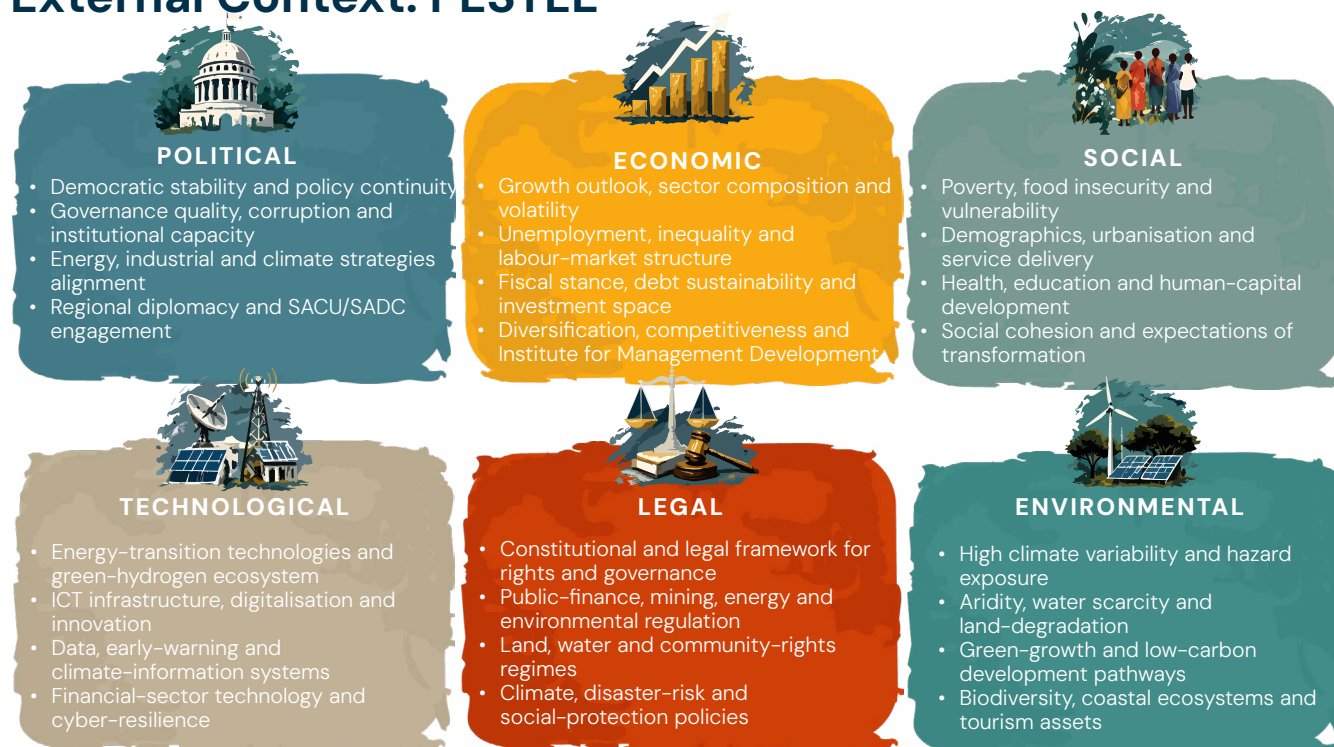 External Context: PESTLE
POLITICAL
• Democratic stability and policy continuity
• Governance quality, corruption and
institutional capacity
• Energy, industrial and climate strategies
alignment
• Regional diplomacy and SACU/SADC
engagement
ECONOMIC
• Growth outlook, sector composition and
volatility
• Unemployment, inequality and
labour-market structure
• Fiscal stance, debt sustainability and
investment space
• Diversification, competitiveness and
Institute for Management Development
SOCIAL
• Poverty, food insecurity and
vulnerability
• Demographics, urbanisation and
service delivery
• Health, education and human-capital
development
• Social cohesion and expectations of
transformation
TECHNOLOGICAL
• Energy-transition technologies and
green-hydrogen ecosystem
• ICT infrastructure, digitalisation and
innovation
• Data, early-warning and
climate-information systems
• Financial-sector technology and
cyber-resilience
LEGAL
• Constitutional and legal framework for
rights and governance
• Public-finance, mining, energy and
environmental regulation
• Land, water and community-rights
regimes
• Climate, disaster-risk and
social-protection policies
ENVIRONMENTAL
• High climate variability and hazard
exposure
• Aridity, water scarcity and
land-degradation
• Green-growth and low-carbon
development pathways
• Biodiversity, coastal ecosystems and
tourism assets